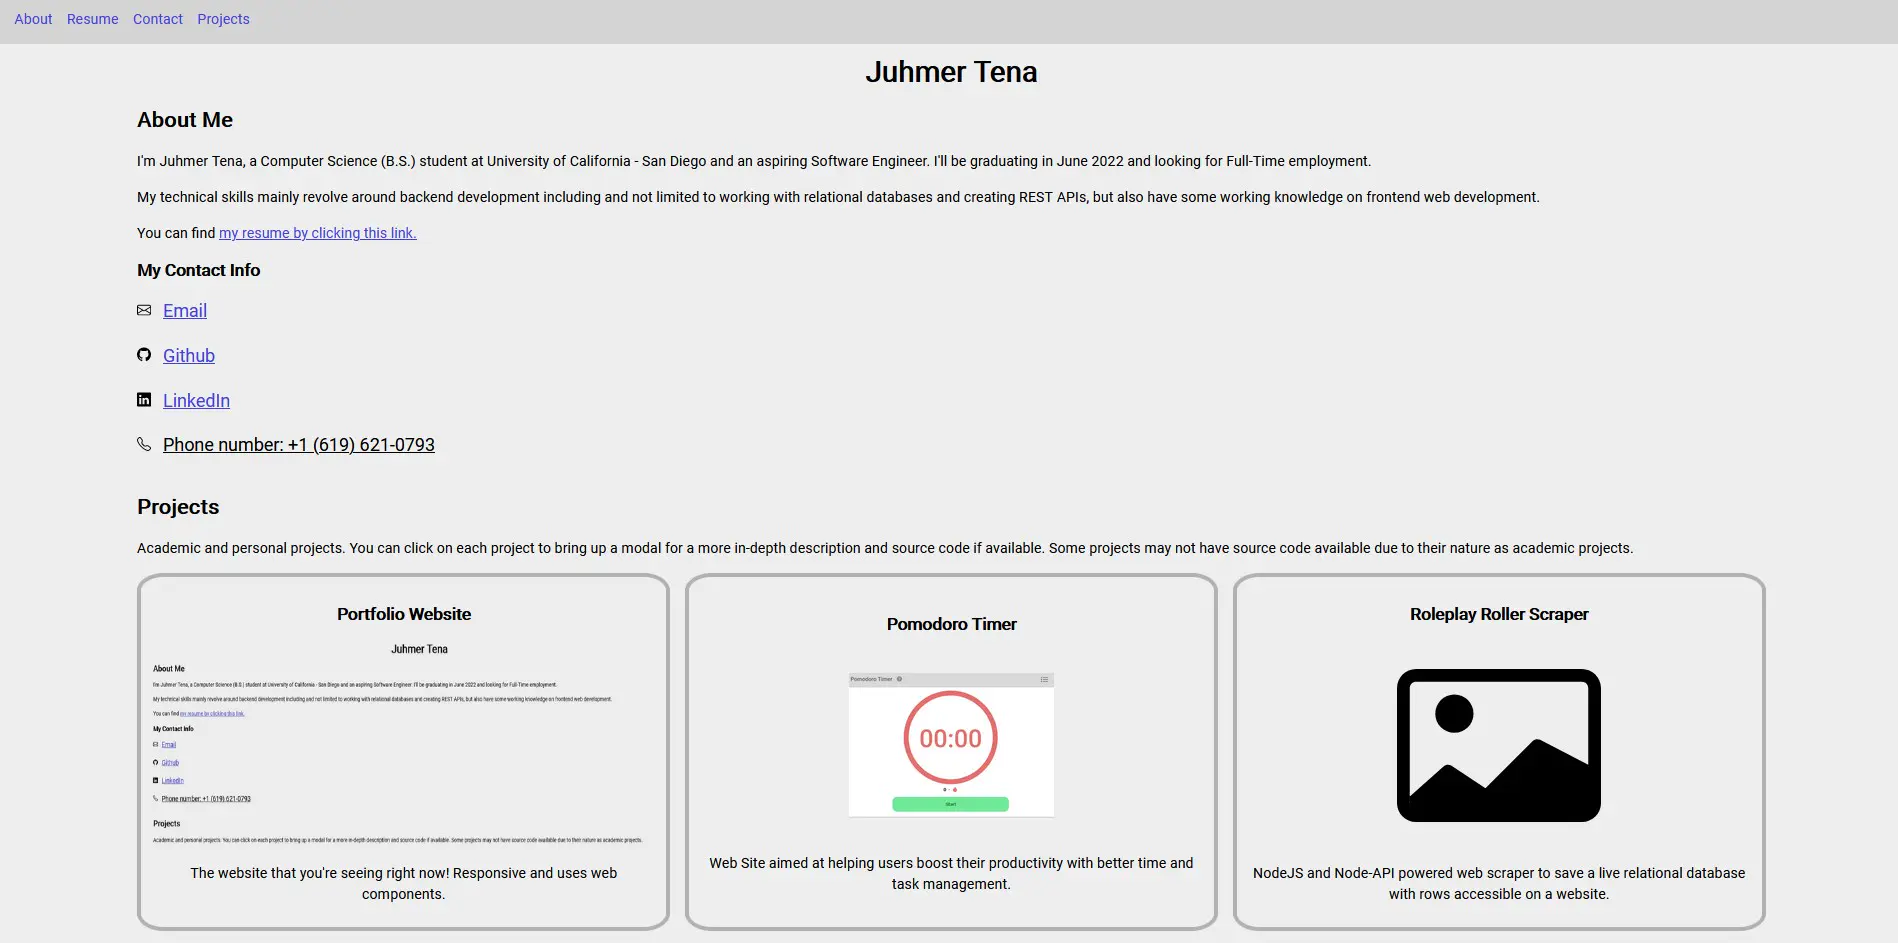 About Resume Contact Projects
Juhmer Tena
About Me
I'm Juhmer Tena, a Computer Science (B.S.) student at University of California - San Diego and an aspiring Software Engineer. I'll be graduating in June 2022 and looking for Full-Time employment.
My technical skills mainly revolve around backend development including and not limited to working with relational databases and creating REST APIs, but also have some working knowledge on frontend web development.
You can find my resume by clicking this link.
My Contact Info
Email
Github
LinkedIn
Phone number: +1 (619) 621-0793
Projects
Academic and personal projects. You can click on each project to bring up a modal for a more in-depth description and source code if available. Some projects may not have source code available due to their nature as academic projects.
Portfolio Website
Juhmer Tena
About Me
I'm Juhmer Tena, a Computer Science (B.S.) student at University of California - San Diego and an aspiring Software Engineer. I'll be graduating in June 2022 and looking for Full-Time employment.
My technical skills mainly revolve around backend development including and not limited to working with relational databases and creating REST APIs, but also have some working knowledge on frontend web development.
You can find my resume by clicking this link.
My Contact Info
Email
Github
LinkedIn
Phone number: +1 (619) 621-0793
Projects
Academic and personal projects. You can click on each project to bring up a modal for a more in-depth description and source code if available. Some projects may not have source code available due to their nature as academic projects.
The website that you're seeing right now! Responsive and uses web
components.
Pomodoro Timer
Pomodoro Timer
00:00
Start
Web Site aimed at helping users boost their productivity with better time and
task management.
Roleplay Roller Scraper
NodeJS and Node-API powered web scraper to save a live relational database
with rows accessible on a website.